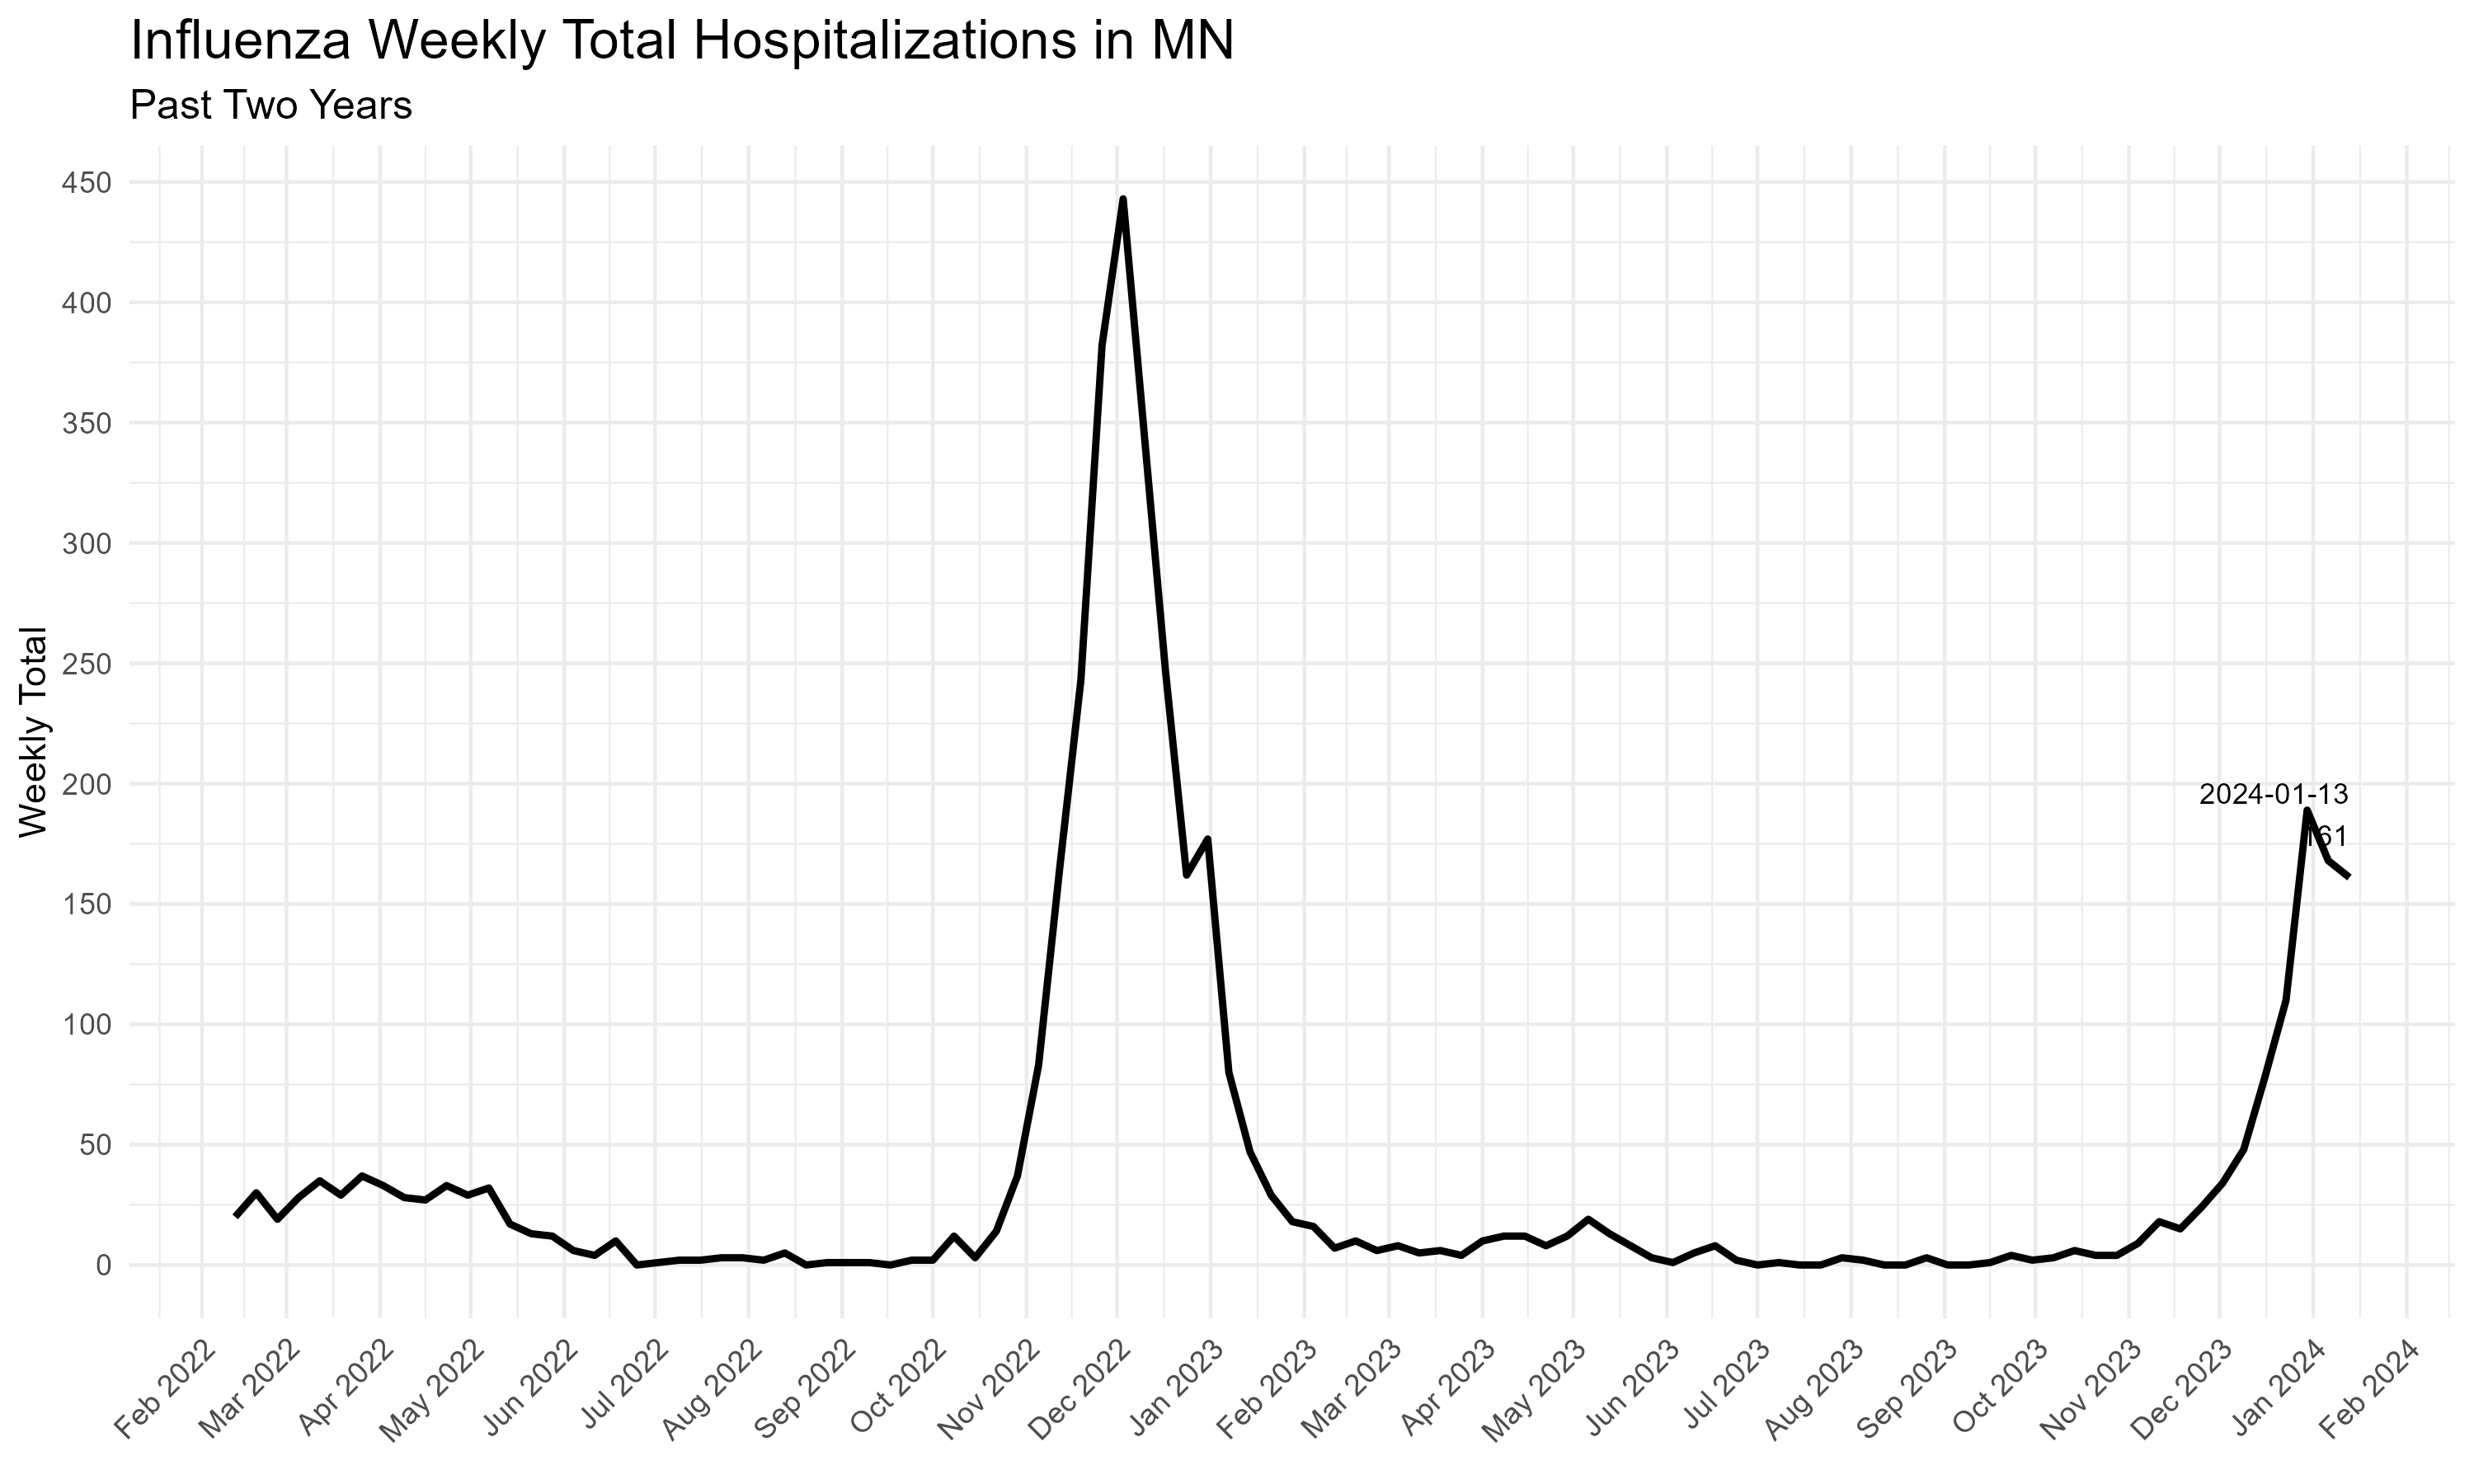 Influenza Weekly Total Hospitalizations in MN
Past Two Years
Weekly Total
450
400
350
300
250
200
150
100
50
0
2024-01-13
161
Feb 2022
Mar 2022
Apr 2022
May 2022
Jun 2022
Jul 2022
Aug 2022
Sep 2022
Oct 2022
Nov 2022
Dec 2022
Jan 2023
Feb 2023
Mar 2023
Apr 2023
May 2023
Jun 2023
Jul 2023
Aug 2023
Sep 2023
Oct 2023
Nov 2023
Dec 2023
Jan 2024
Feb 2024